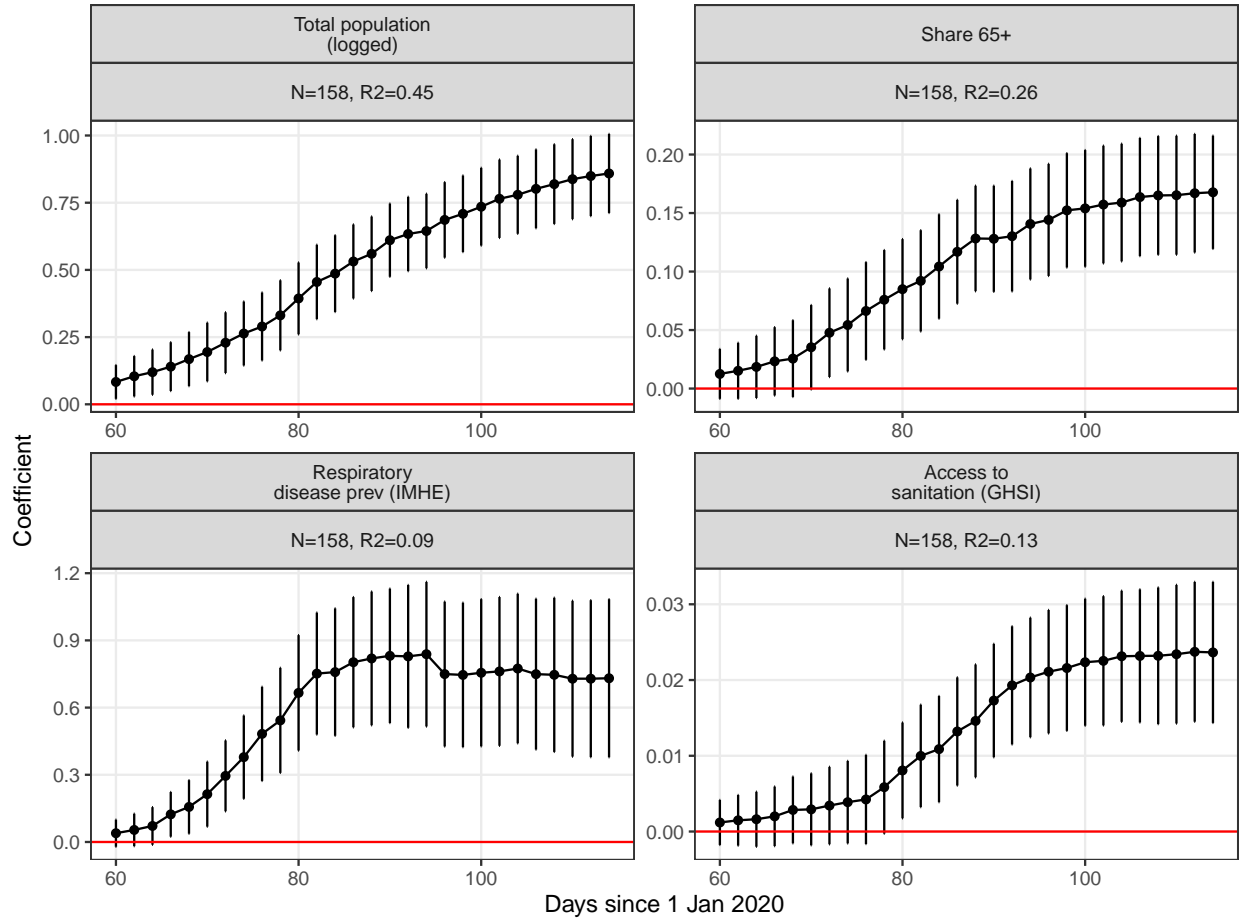 Total population
(logged)
N=158, R2=0.45
1.00
0.75
0.50
0.25
0.00
60
80
100
Share 65+
N=158, R2=0.26
0.20
0.15
0.10
0.05
0.00
60
80
100
Respiratory
disease prev (IMHE)
N=158, R2=0.09
1.2
0.9
0.6
0.3
0.0
60
80
100
Access to
sanitation (GHSI)
N=158, R2=0.13
0.03
0.02
0.01
0.00
60
80
100
Coefficient
Days since 1 Jan 2020